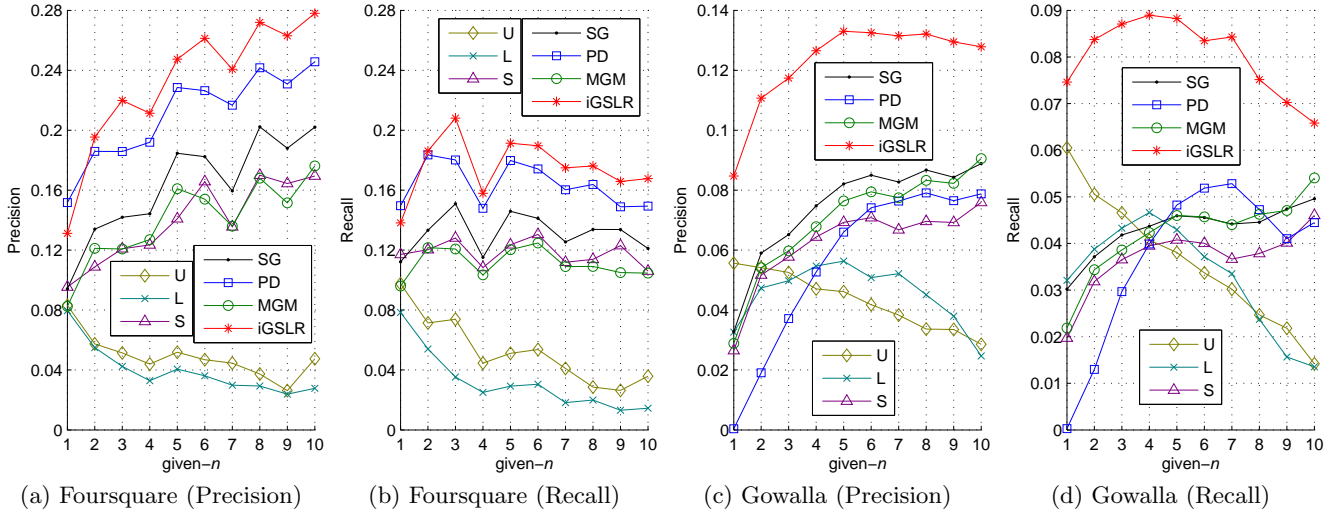 0.28
0.24
0.2
0.16
0.12
0.08
0.04
0
Precision
U
L
S
SG
PD
MGM
iGSLR
1 2 3 4 5 6 7 8 9 10
given-n
(a) Foursquare (Precision)
0.28
0.24
0.2
0.16
0.12
0.08
0.04
0
Recall
U
L
S
SG
PD
MGM
iGSLR
1 2 3 4 5 6 7 8 9 10
given-n
(b) Foursquare (Recall)
0.14
0.12
0.1
0.08
0.06
0.04
0.02
0
Precision
SG
PD
MGM
iGSLR
U
L
S
1 2 3 4 5 6 7 8 9 10
given-n
(c) Gowalla (Precision)
0.09
0.08
0.07
0.06
0.05
0.04
0.03
0.02
0.01
0
Recall
SG
PD
MGM
iGSLR
U
L
S
1 2 3 4 5 6 7 8 9 10
given-n
(d) Gowalla (Recall)